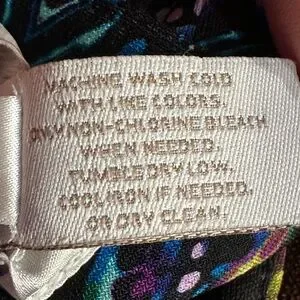 MACHINE WASH COLD
WITH LIKE COLORS.
ONLY NON-CHLORINE BLEACH
WHEN NEEDED.
TUMBLE DRY LOW.
COOL IRON IF NEEDED.
OR DRY CLEAN.